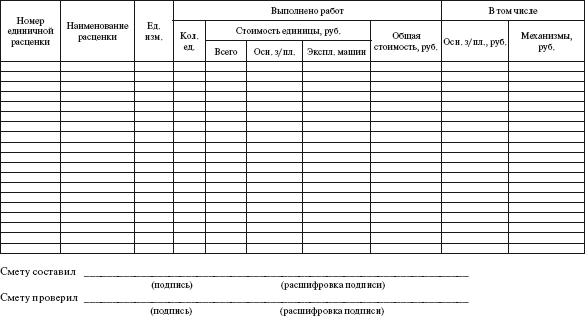 Номер единичной расценки
Наименование расценки
Ед. изм.
Выполнено работ
В том числе
Кол. ед.
Стоимость единицы, руб.
Общая стоимость, руб.
Осн. з/пл., руб.
Механизмы, руб.
Всего
Осн. з/пл.
Экспл. машин
Смету составил
(подпись) (расшифровка подписи)
Смету проверил
(подпись) (расшифровка подписи)